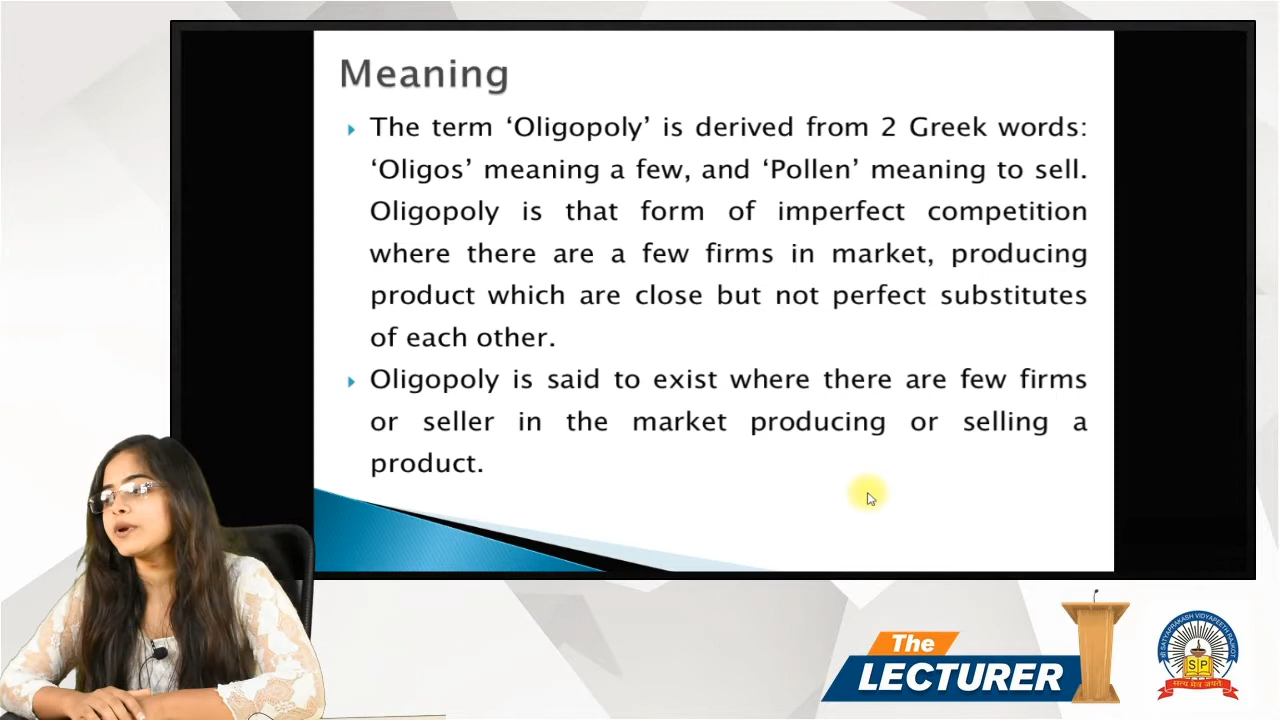 Meaning
The term ‘Oligopoly’ is derived from 2 Greek words:
‘Oligos’ meaning a few, and ‘Pollen’ meaning to sell.
Oligopoly is that form of imperfect competition
where there are a few firms in market, producing
product which are close but not perfect substitutes
of each other.
Oligopoly is said to exist where there are few firms
or seller in the market producing or selling a
product.
The
LECTURER
SP
सत्य मेव जयते